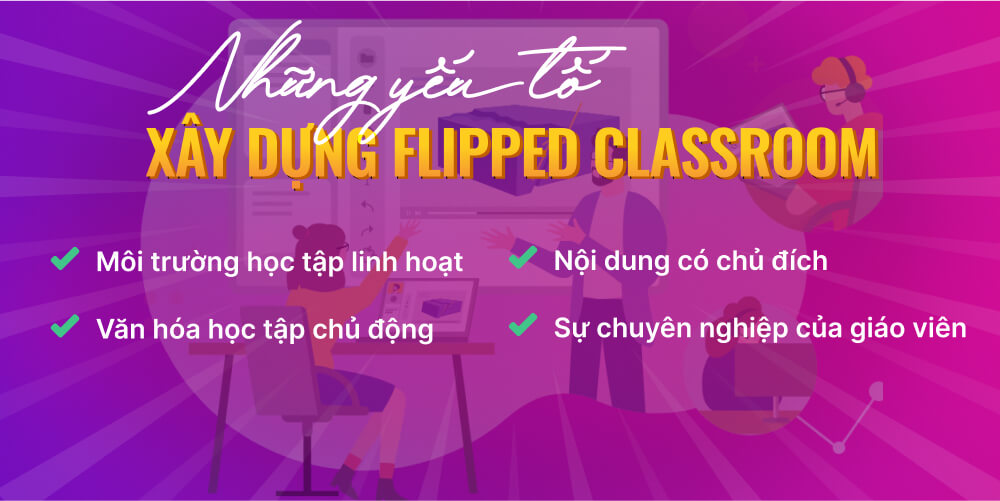 Những yếu tố
XÂY DỰNG FLIPPED CLASSROOM
Môi trường học tập linh hoạt
Nội dung có chủ đích
Văn hóa học tập chủ động
Sự chuyên nghiệp của giáo viên